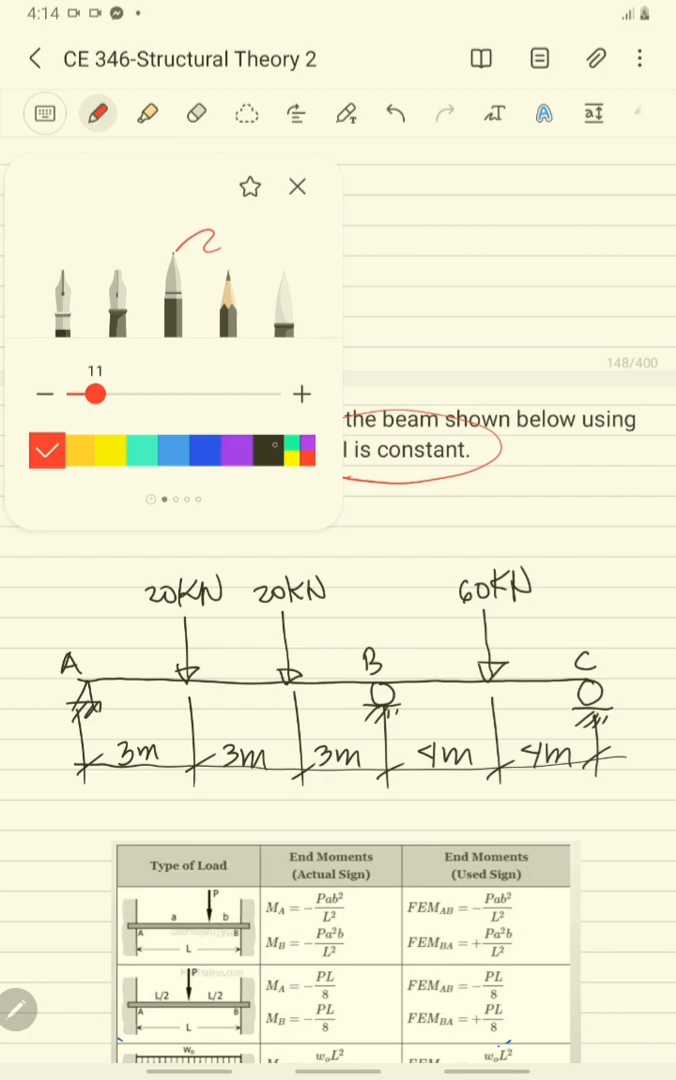 4:14
CE 346-Structural Theory 2
11
148/400
the beam shown below using
I is constant.
20KN 20KN 60KN
A B C
3m 3m 3m 4m 4m
Type of Load
End Moments
(Actual Sign)
End Moments
(Used Sign)
P
a b
A B
L
M_A = -Pab²/L²
M_B = -Pa²b/L²
FEM_AB = -Pab²/L²
FEM_BA = +Pa²b/L²
P
L/2 L/2
A B
L
M_A = -PL/8
M_B = -PL/8
FEM_AB = -PL/8
FEM_BA = +PL/8
w₀
w₀L²
w₀L²